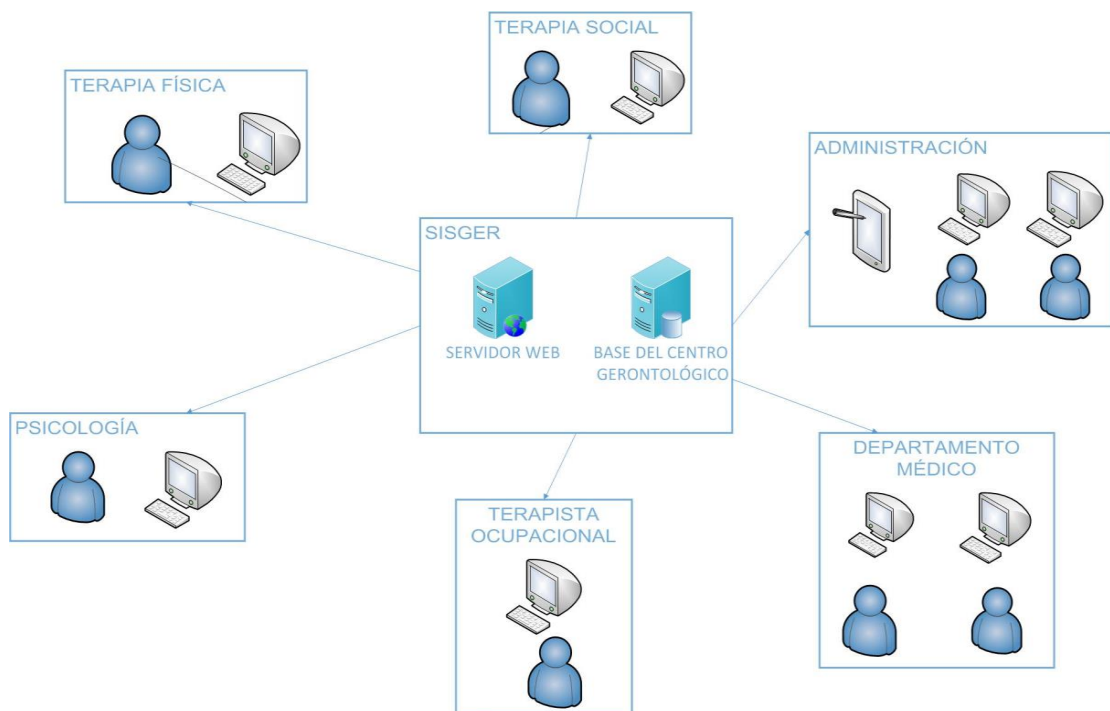 TERAPIA SOCIAL
TERAPIA FÍSICA
ADMINISTRACIÓN
SISGER
SERVIDOR WEB
BASE DEL CENTRO
GERONTOLÓGICO
PSICOLOGÍA
DEPARTAMENTO
MÉDICO
TERAPISTA
OCUPACIONAL